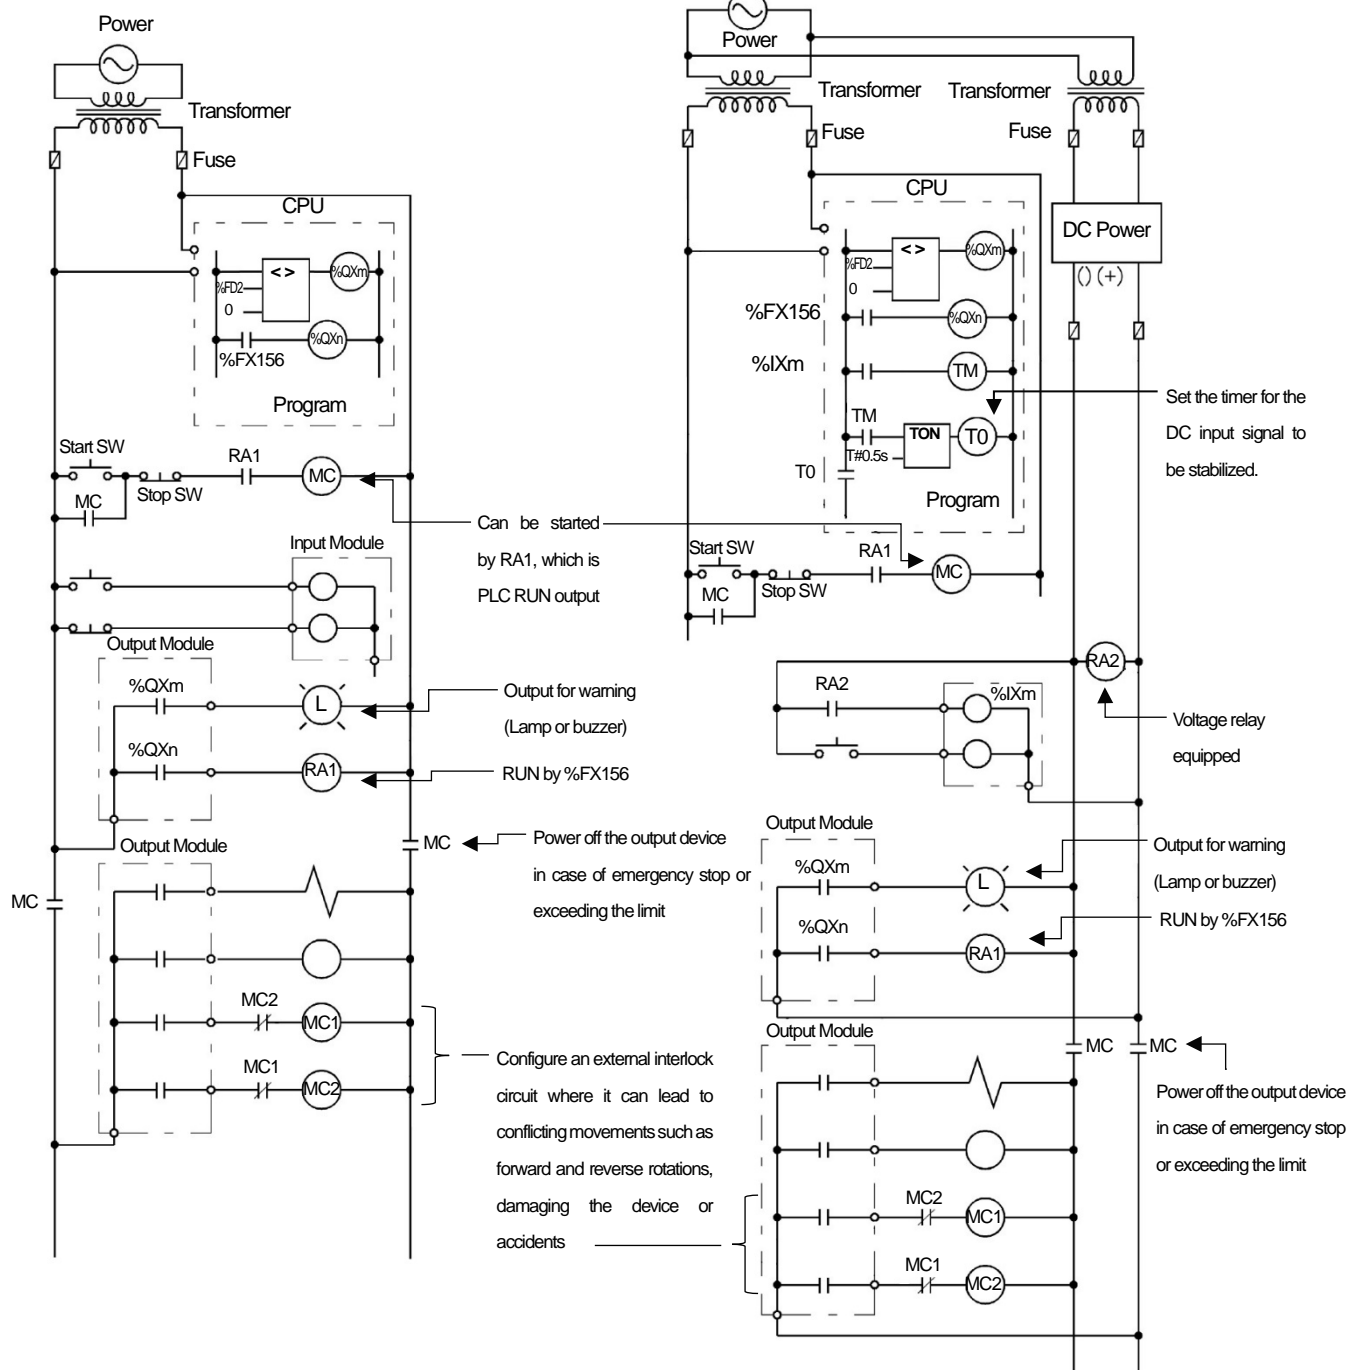 Power
Transformer
Fuse
CPU
< >
%QXm
%FD2
0
%QXn
%FX156
Program
Start SW
RA1
MC
Stop SW
MC
Input Module
Output Module
%QXm
L
%QXn
RA1
MC
Output Module
MC
MC2
MC1
MC1
MC2
Can be started
by RA1, which is
PLC RUN output
Output for warning
(Lamp or buzzer)
RUN by %FX156
Power off the output device
in case of emergency stop or
exceeding the limit
Configure an external interlock
circuit where it can lead to
conflicting movements such as
forward and reverse rotations,
damaging the device or
accidents
Power
Transformer
Transformer
Fuse
Fuse
CPU
DC Power
() (+)
< >
%QXm
%FD2
0
%FX156
%QXn
%IXm
TM
TM
TON
T0
T#0.5s
T0
Program
Set the timer for the
DC input signal to
be stabilized.
Start SW
RA1
MC
MC
Stop SW
RA2
RA2
%IXm
Voltage relay
equipped
Output Module
%QXm
L
%QXn
RA1
Output for warning
(Lamp or buzzer)
RUN by %FX156
Output Module
MC
MC
Power off the output device
in case of emergency stop
or exceeding the limit
MC2
MC1
MC1
MC2